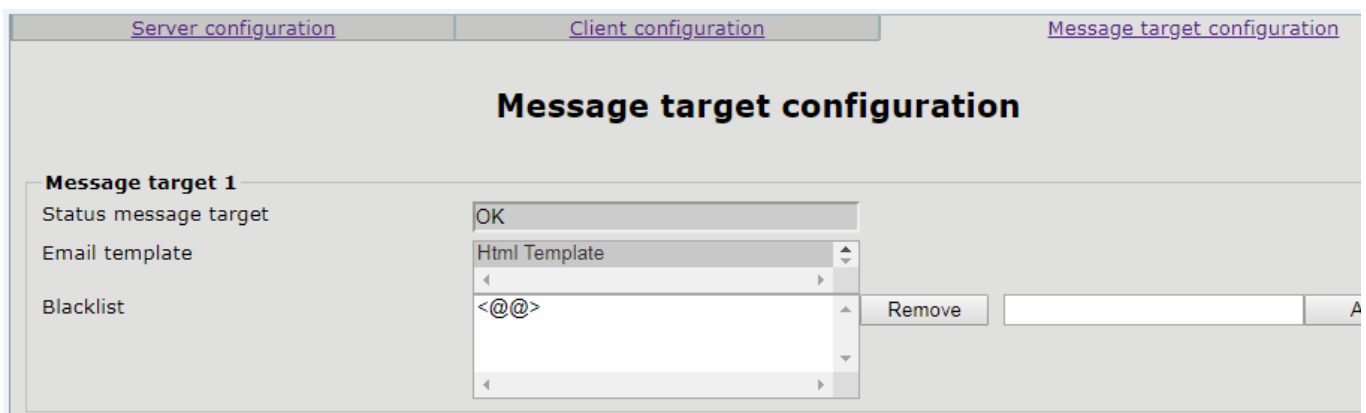 Server configuration Client configuration Message target configuration
Message target configuration
Message target 1
Status message target OK
Email template Html Template
Blacklist <@@> Remove